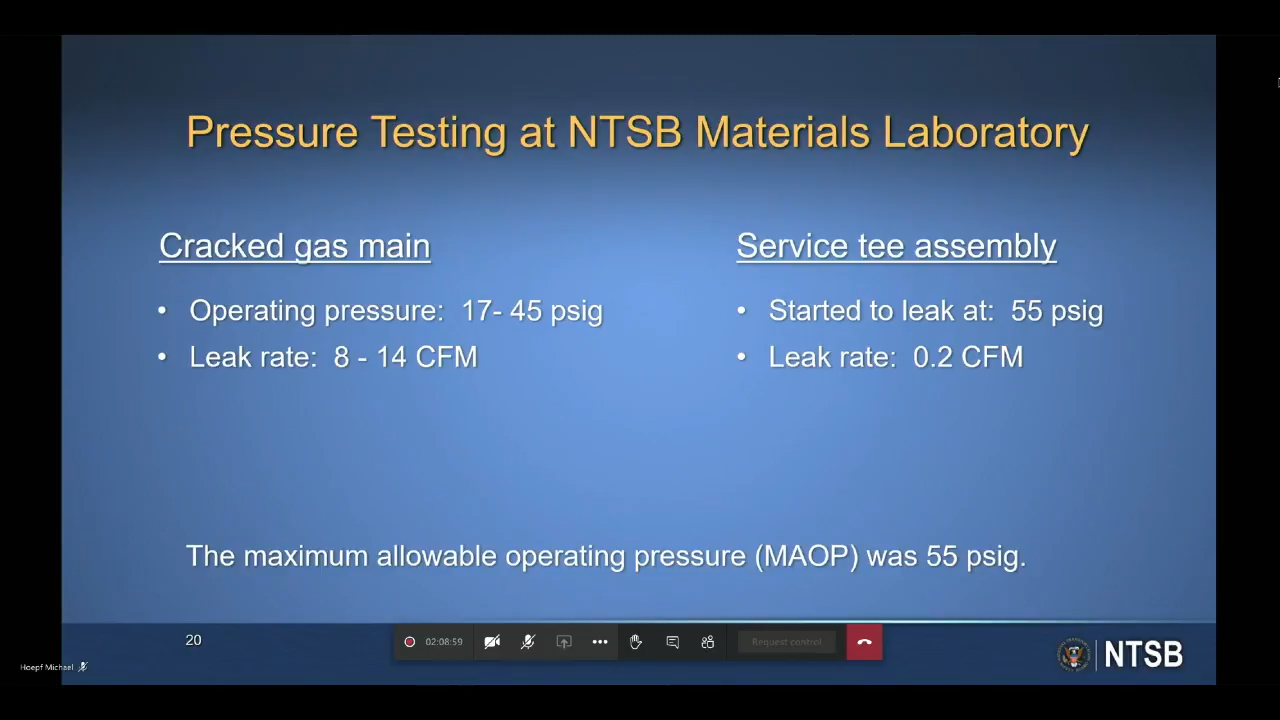 Pressure Testing at NTSB Materials Laboratory
Cracked gas main
• Operating pressure: 17- 45 psig
• Leak rate: 8 - 14 CFM
Service tee assembly
• Started to leak at: 55 psig
• Leak rate: 0.2 CFM
The maximum allowable operating pressure (MAOP) was 55 psig.
20
02:08:59
Request control
NTSB
Hoepf Michael